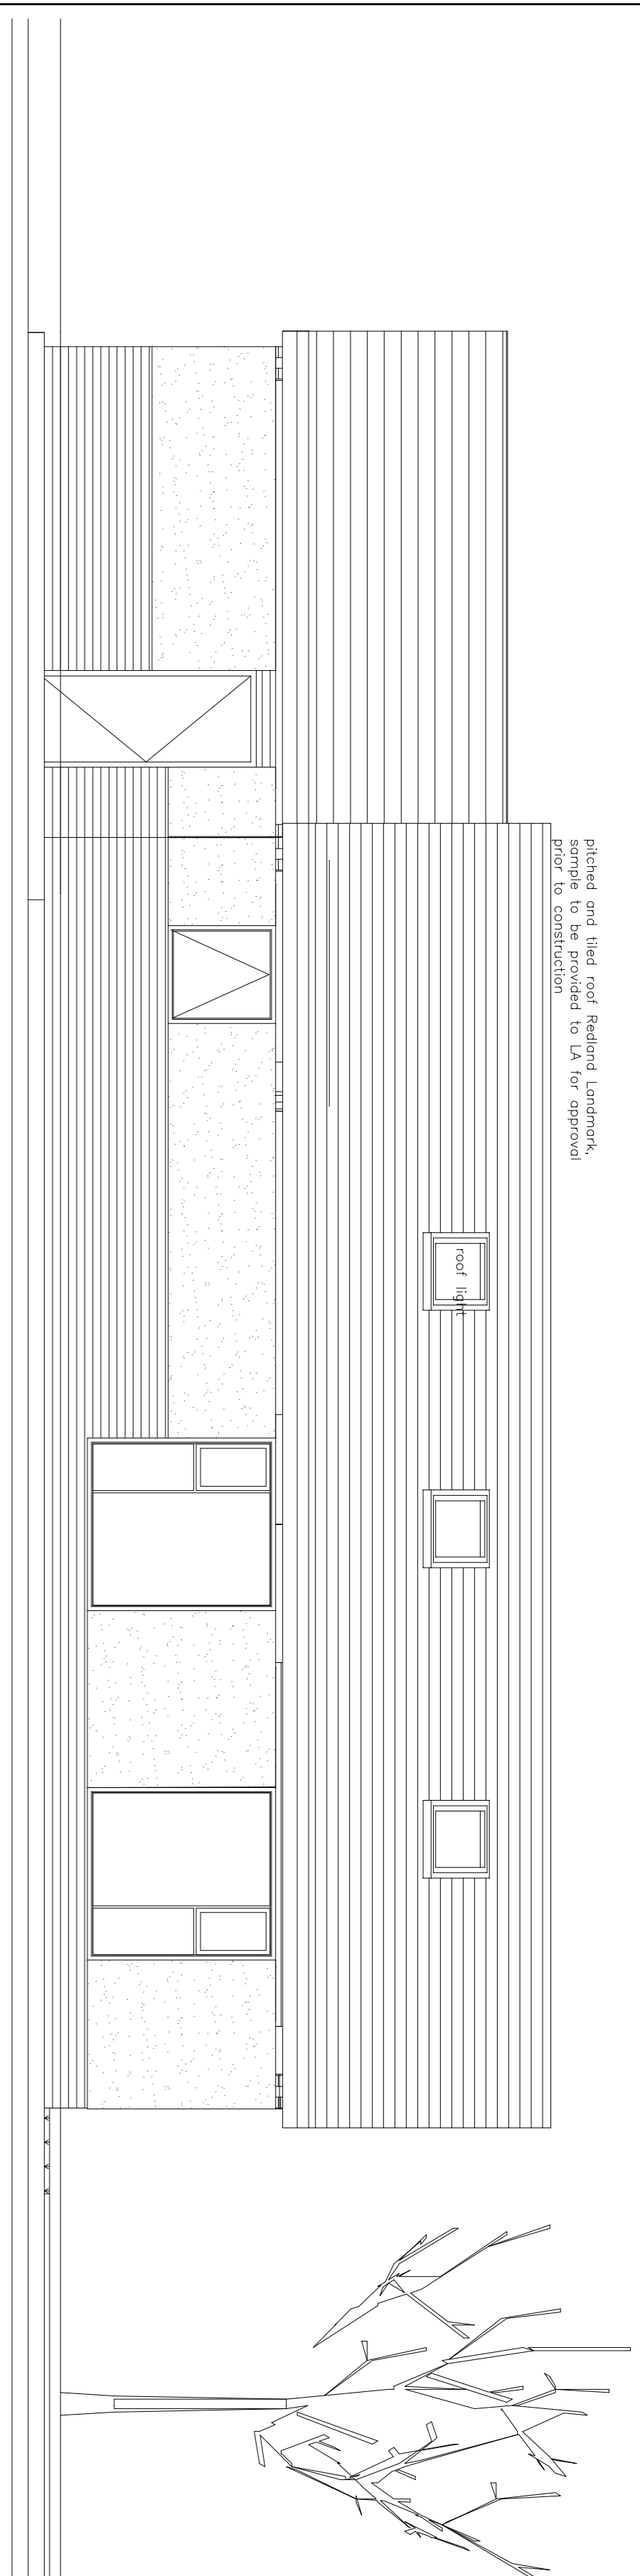 pitched and tiled roof Redland Landmark,
sample to be provided to LA for approval
prior to construction
roof light